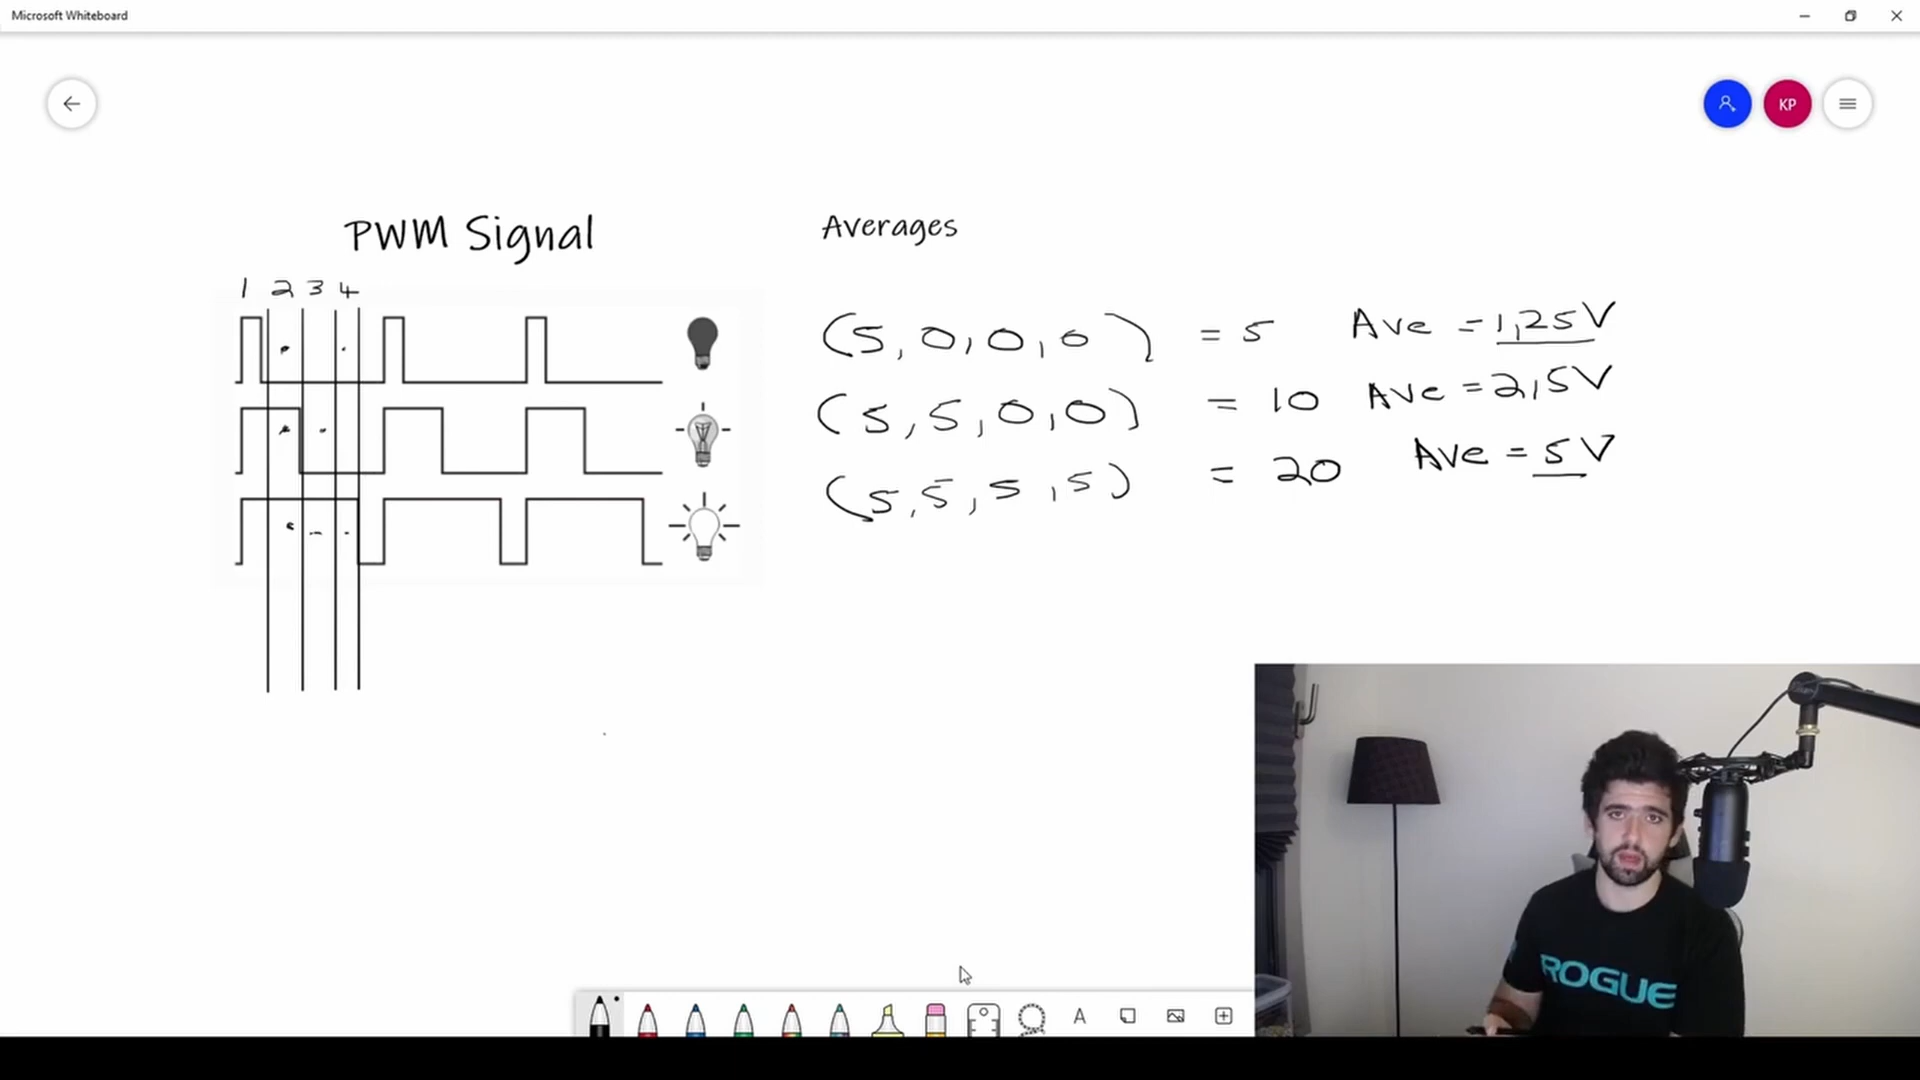 Microsoft Whiteboard
KP
PWM Signal
Averages
1 2 3 4
(5, 0, 0, 0) = 5 Ave = 1,25V
(5, 5, 0, 0) = 10 Ave = 2,5V
(5, 5, 5, 5) = 20 Ave = 5V
ROGUE
A